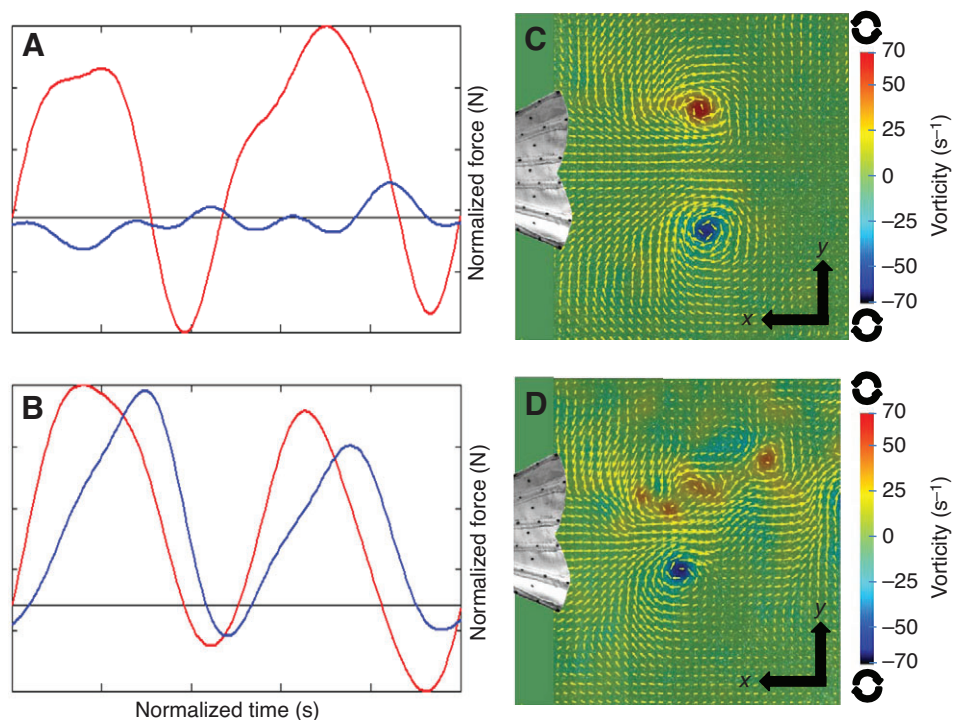 A
Normalized force (N)
B
Normalized force (N)
Normalized time (s)
C
y
x
70
50
25
0
–25
–50
–70
Vorticity (s–1)
D
y
x
70
50
25
0
–25
–50
–70
Vorticity (s–1)